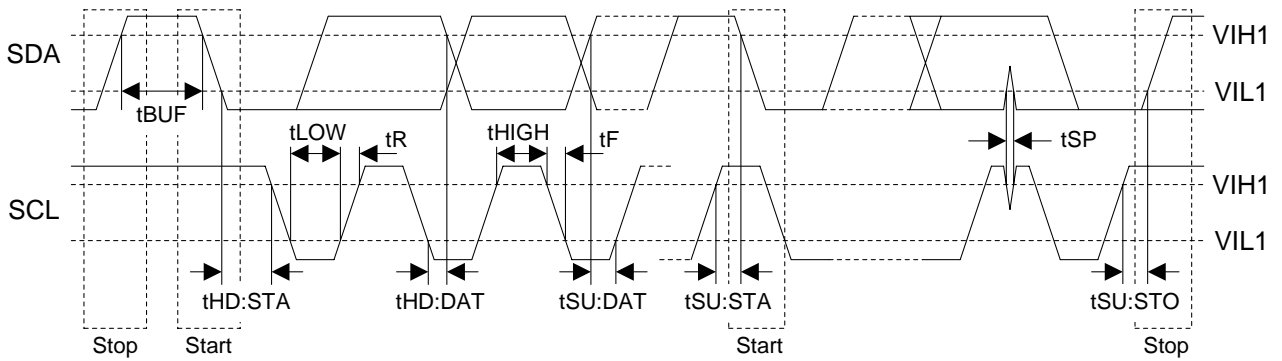 SDA
VIH1
VIL1
tBUF
tLOW
tR
tHIGH
tF
tSP
SCL
VIH1
VIL1
tHD:STA
tHD:DAT
tSU:DAT
tSU:STA
tSU:STO
Stop
Start
Start
Stop